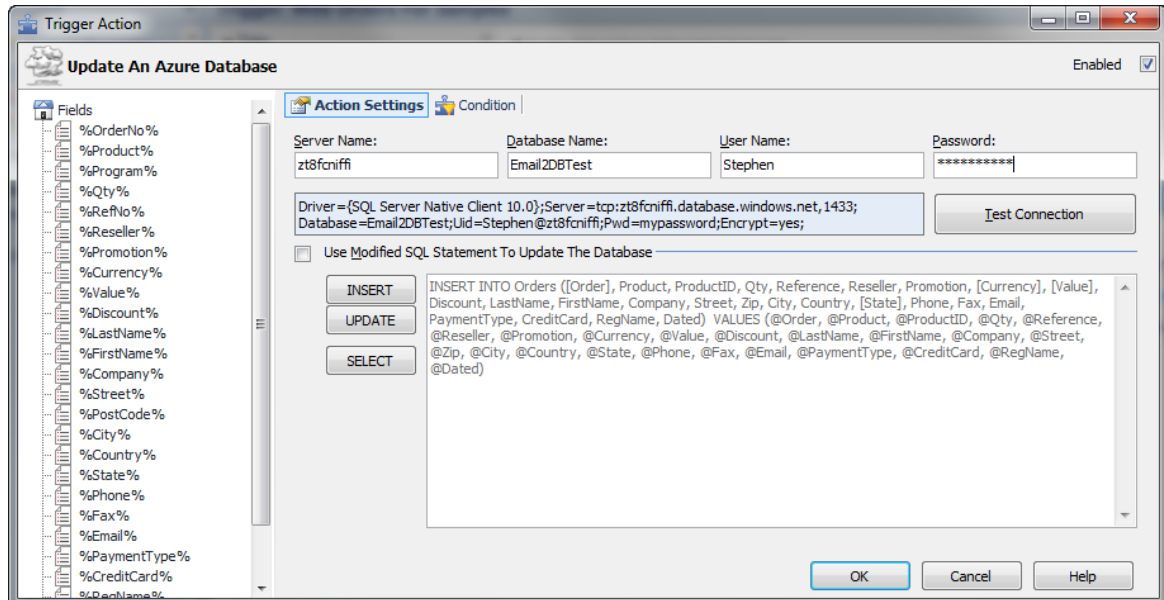 Trigger Action
Update An Azure Database
Enabled
Fields
%OrderNo%
%Product%
%Program%
%Qty%
%RefNo%
%Reseller%
%Promotion%
%Currency%
%Value%
%Discount%
%LastName%
%FirstName%
%Company%
%Street%
%PostCode%
%City%
%Country%
%State%
%Phone%
%Fax%
%Email%
%PaymentType%
%CreditCard%
%RegName%
Action Settings
Condition
Server Name:
Database Name:
User Name:
Password:
zt8fcniffi
Email2DBTest
Stephen
**********
Driver={SQL Server Native Client 10.0};Server=tcp:zt8fcniffi.database.windows.net,1433;
Database=Email2DBTest;Uid=Stephen@zt8fcniffi;Pwd=mypassword;Encrypt=yes;
Test Connection
Use Modified SQL Statement To Update The Database
INSERT
UPDATE
SELECT
INSERT INTO Orders ([Order], Product, ProductID, Qty, Reference, Reseller, Promotion, [Currency], [Value],
Discount, LastName, FirstName, Company, Street, Zip, City, Country, [State], Phone, Fax, Email,
PaymentType, CreditCard, RegName, Dated) VALUES (@Order, @Product, @ProductID, @Qty, @Reference,
@Reseller, @Promotion, @Currency, @Value, @Discount, @LastName, @FirstName, @Company, @Street,
@Zip, @City, @Country, @State, @Phone, @Fax, @Email, @PaymentType, @CreditCard, @RegName,
@Dated)
OK
Cancel
Help